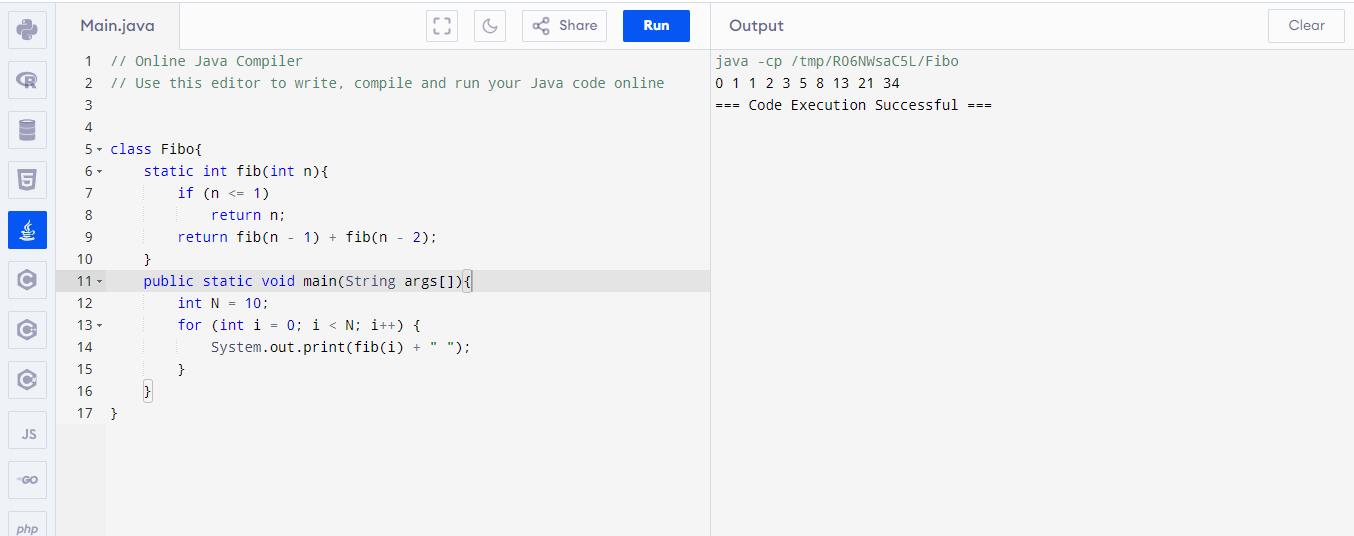 Main.java
Share
Run
Output
Clear
1 // Online Java Compiler
2 // Use this editor to write, compile and run your Java code online
3
4
5 class Fibo{
6     static int fib(int n){
7         if (n <= 1)
8             return n;
9         return fib(n - 1) + fib(n - 2);
10     }
11     public static void main(String args[]){
12         int N = 10;
13         for (int i = 0; i < N; i++) {
14             System.out.print(fib(i) + " ");
15         }
16     }
17 }
java -cp /tmp/R06NWsaC5L/Fibo
0 1 1 2 3 5 8 13 21 34
=== Code Execution Successful ===
R
5
C
C
C
JS
GO
php